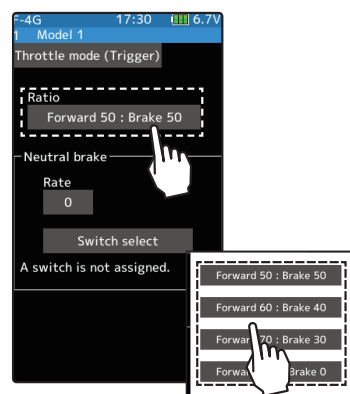 F-4G 17:30 6.7V
1 Model 1
Throttle mode (Trigger)
Ratio
Forward 50 : Brake 50
Neutral brake
Rate
0
Switch select
A switch is not assigned.
Forward 50 : Brake 50
Forward 60 : Brake 40
70 : Brake 30
Brake 0